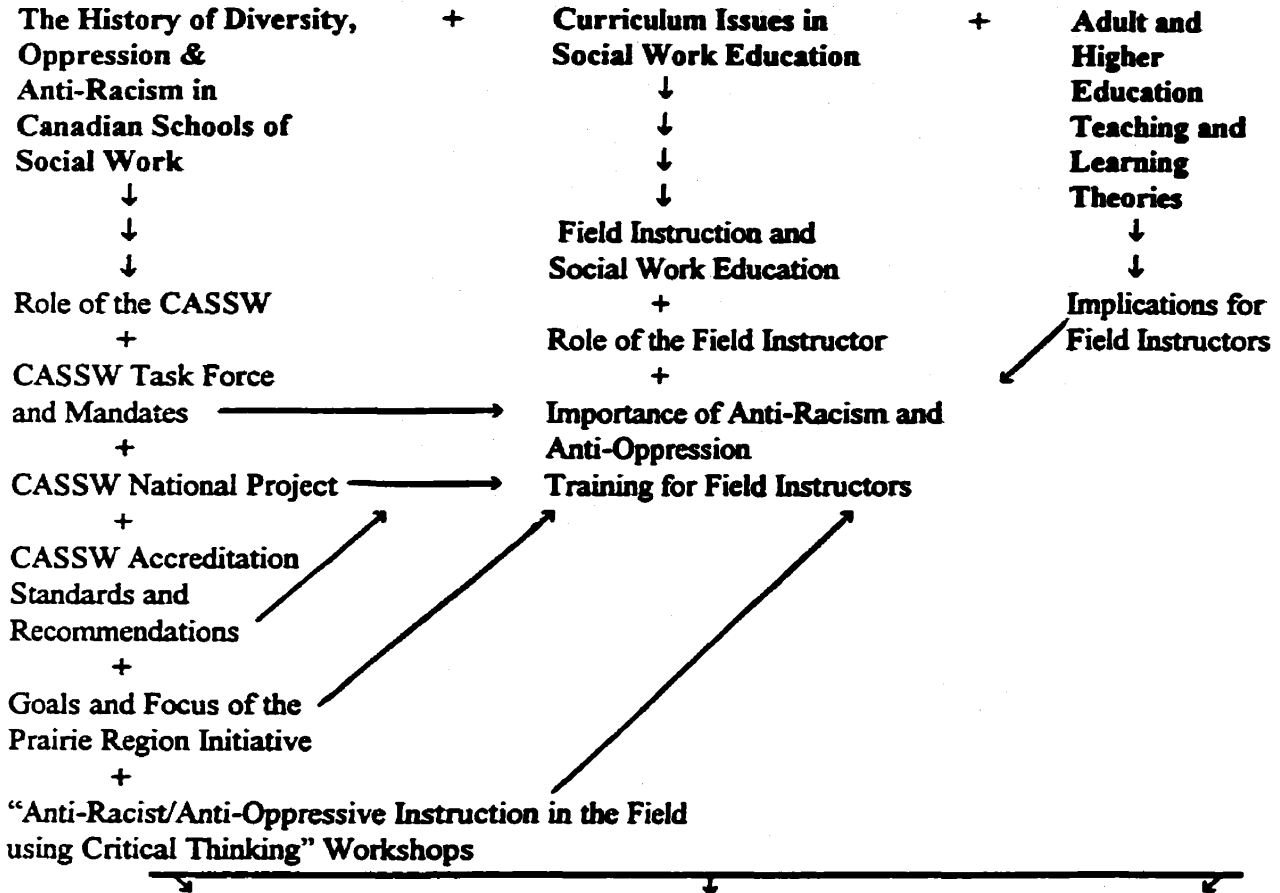 The History of Diversity,
Oppression &
Anti-Racism in
Canadian Schools of
Social Work
↓
↓
↓
Role of the CASSW
+
CASSW Task Force
and Mandates
+
CASSW National Project
+
CASSW Accreditation
Standards and
Recommendations
+
Goals and Focus of the
Prairie Region Initiative
+
“Anti-Racist/Anti-Oppressive Instruction in the Field
using Critical Thinking” Workshops
+
Curriculum Issues in
Social Work Education
↓
↓
↓
↓
Field Instruction and
Social Work Education
+
Role of the Field Instructor
+
Importance of Anti-Racism and
Anti-Oppression
Training for Field Instructors
+
Adult and
Higher
Education
Teaching and
Learning
Theories
↓
↓
Implications for
Field Instructors